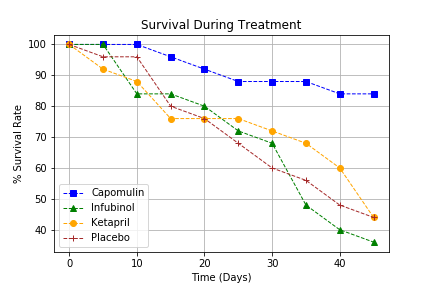 Survival During Treatment
% Survival Rate
100
90
80
70
60
50
40
Capomulin
Infubinol
Ketapril
Placebo
0
10
20
30
40
Time (Days)